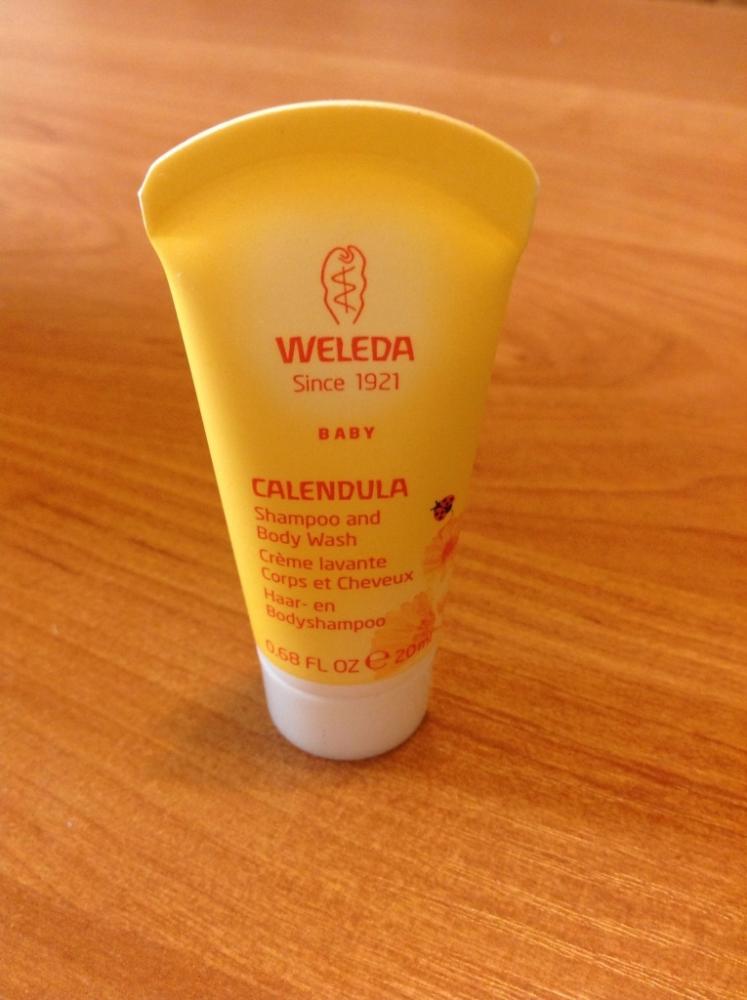 WELEDA
Since 1921
BABY
CALENDULA
Shampoo and
Body Wash
Crème lavante
Corps et Cheveux
Haar- en
Bodyshampoo
0.68 FL OZ ℮ 20ml